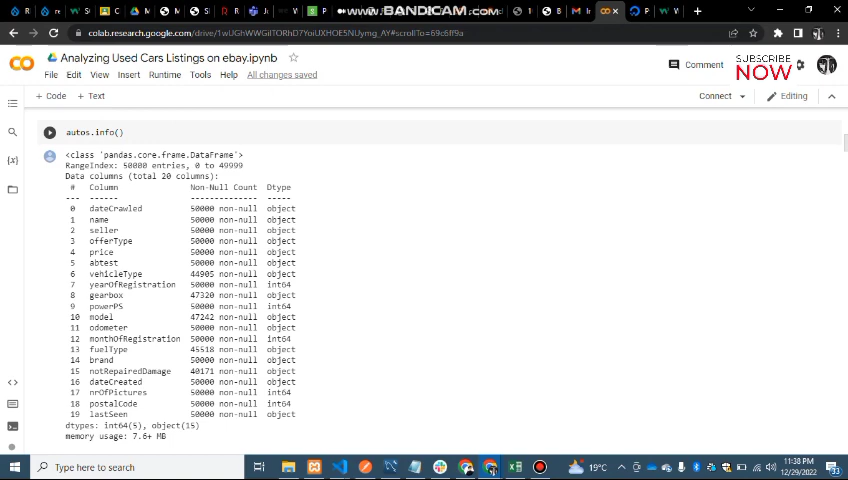 www.BANDICAM.com
colab.research.google.com/drive/1wUGhWWGilTORhD7YoiUXHOE5NUymg_AY#scrollTo=69c6ff9a
Analyzing Used Cars Listings on ebay.ipynb
File Edit View Insert Runtime Tools Help All changes saved
Comment
SUBSCRIBE
NOW
+ Code + Text
Connect
Editing
autos.info()
<class 'pandas.core.frame.DataFrame'>
RangeIndex: 50000 entries, 0 to 49999
Data columns (total 20 columns):
# Column Non-Null Count Dtype
--- ------ -------------- -----
0 dateCrawled 50000 non-null object
1 name 50000 non-null object
2 seller 50000 non-null object
3 offerType 50000 non-null object
4 price 50000 non-null object
5 abtest 50000 non-null object
6 vehicleType 44905 non-null object
7 yearOfRegistration 50000 non-null int64
8 gearbox 47320 non-null object
9 powerPS 50000 non-null int64
10 model 47242 non-null object
11 odometer 50000 non-null object
12 monthOfRegistration 50000 non-null int64
13 fuelType 45518 non-null object
14 brand 50000 non-null object
15 notRepairedDamage 40171 non-null object
16 dateCreated 50000 non-null object
17 nrOfPictures 50000 non-null int64
18 postalCode 50000 non-null int64
19 lastSeen 50000 non-null object
dtypes: int64(5), object(15)
memory usage: 7.6+ MB
Type here to search
19°C
11:38 PM
12/29/2022